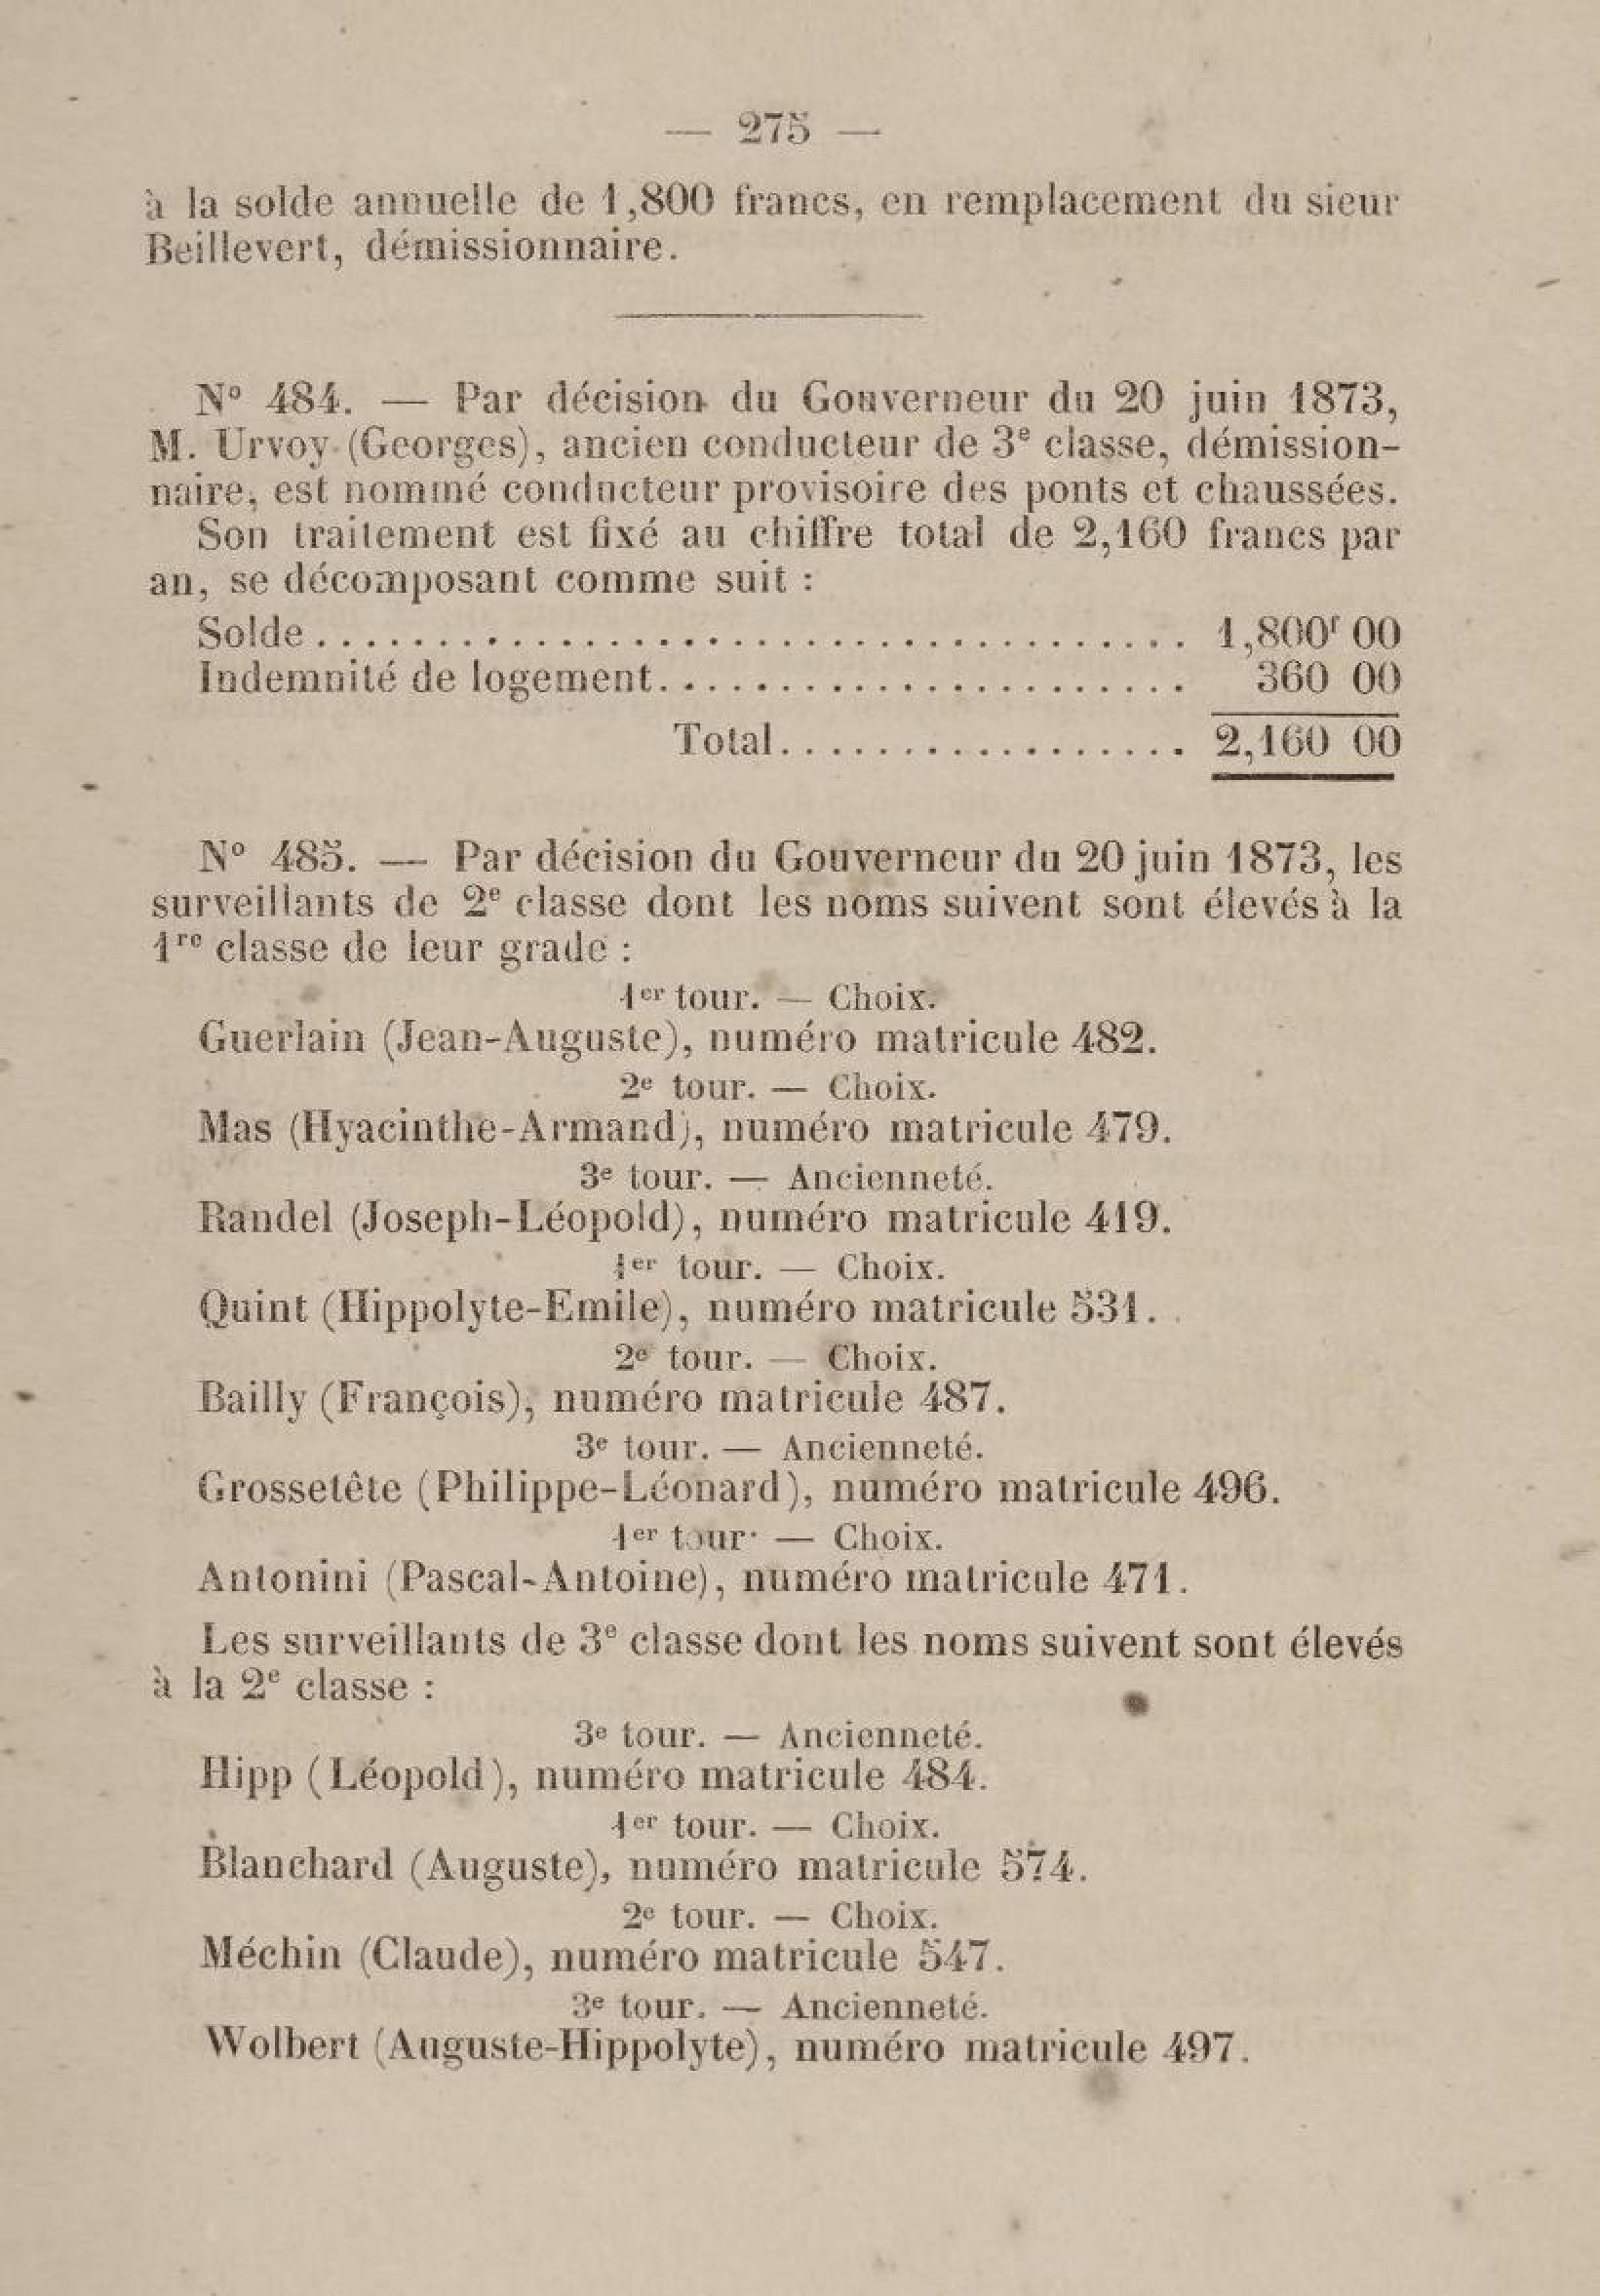 — 275 —
à la solde annuelle de 1,800 francs, en remplacement du sieur
Beillevert, démissionnaire.
N° 484. — Par décision du Gouverneur du 20 juin 1873,
M. Urvoy (Georges), ancien conducteur de 3e classe, démission-
naire, est nommé conducteur provisoire des ponts et chaussées.
Son traitement est fixé au chiffre total de 2,160 francs par
an, se décomposant comme suit :
Solde.................................... 1,800f 00
Indemnité de logement...................... 360 00
Total................. 2,160 00
N° 485. — Par décision du Gouverneur du 20 juin 1873, les
surveillants de 2e classe dont les noms suivent sont élevés à la
1re classe de leur grade :
1er tour. — Choix.
Guerlain (Jean-Auguste), numéro matricule 482.
2e tour. — Choix.
Mas (Hyacinthe-Armand), numéro matricule 479.
3e tour. — Ancienneté.
Randel (Joseph-Léopold), numéro matricule 419.
1er tour. — Choix.
Quint (Hippolyte-Emile), numéro matricule 531.
2e tour. — Choix.
Bailly (François), numéro matricule 487.
3e tour. — Ancienneté.
Grossetête (Philippe-Léonard), numéro matricule 496.
1er tour. — Choix.
Antonini (Pascal-Antoine), numéro matricule 471.
Les surveillants de 3e classe dont les noms suivent sont élevés
à la 2e classe :
3e tour. — Ancienneté.
Hipp (Léopold), numéro matricule 484.
1er tour. — Choix.
Blanchard (Auguste), numéro matricule 574.
2e tour. — Choix.
Méchin (Claude), numéro matricule 547.
3e tour. — Ancienneté.
Wolbert (Auguste-Hippolyte), numéro matricule 497.